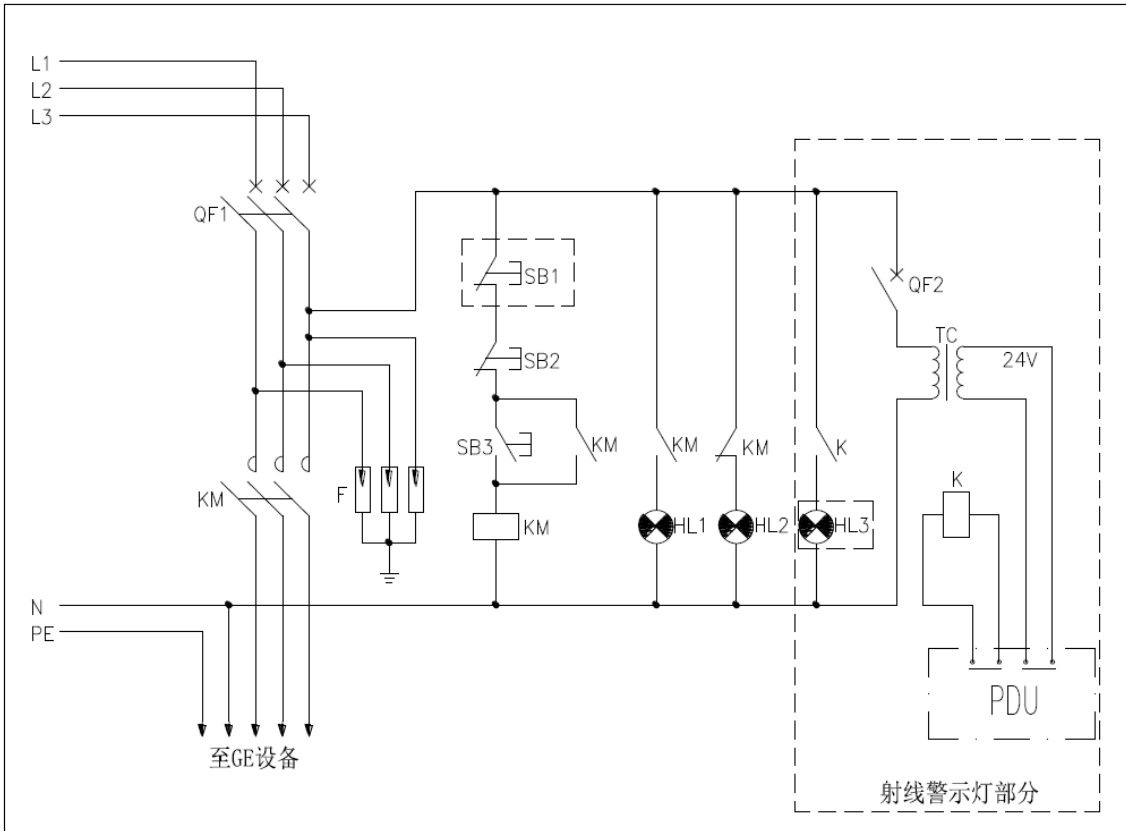 L1
L2
L3
QF1
SB1
QF2
SB2
TC
24V
SB3
KM
KM
KM
K
KM
F
KM
HL1
HL2
HL3
K
N
PE
PDU
至GE设备
射线警示灯部分